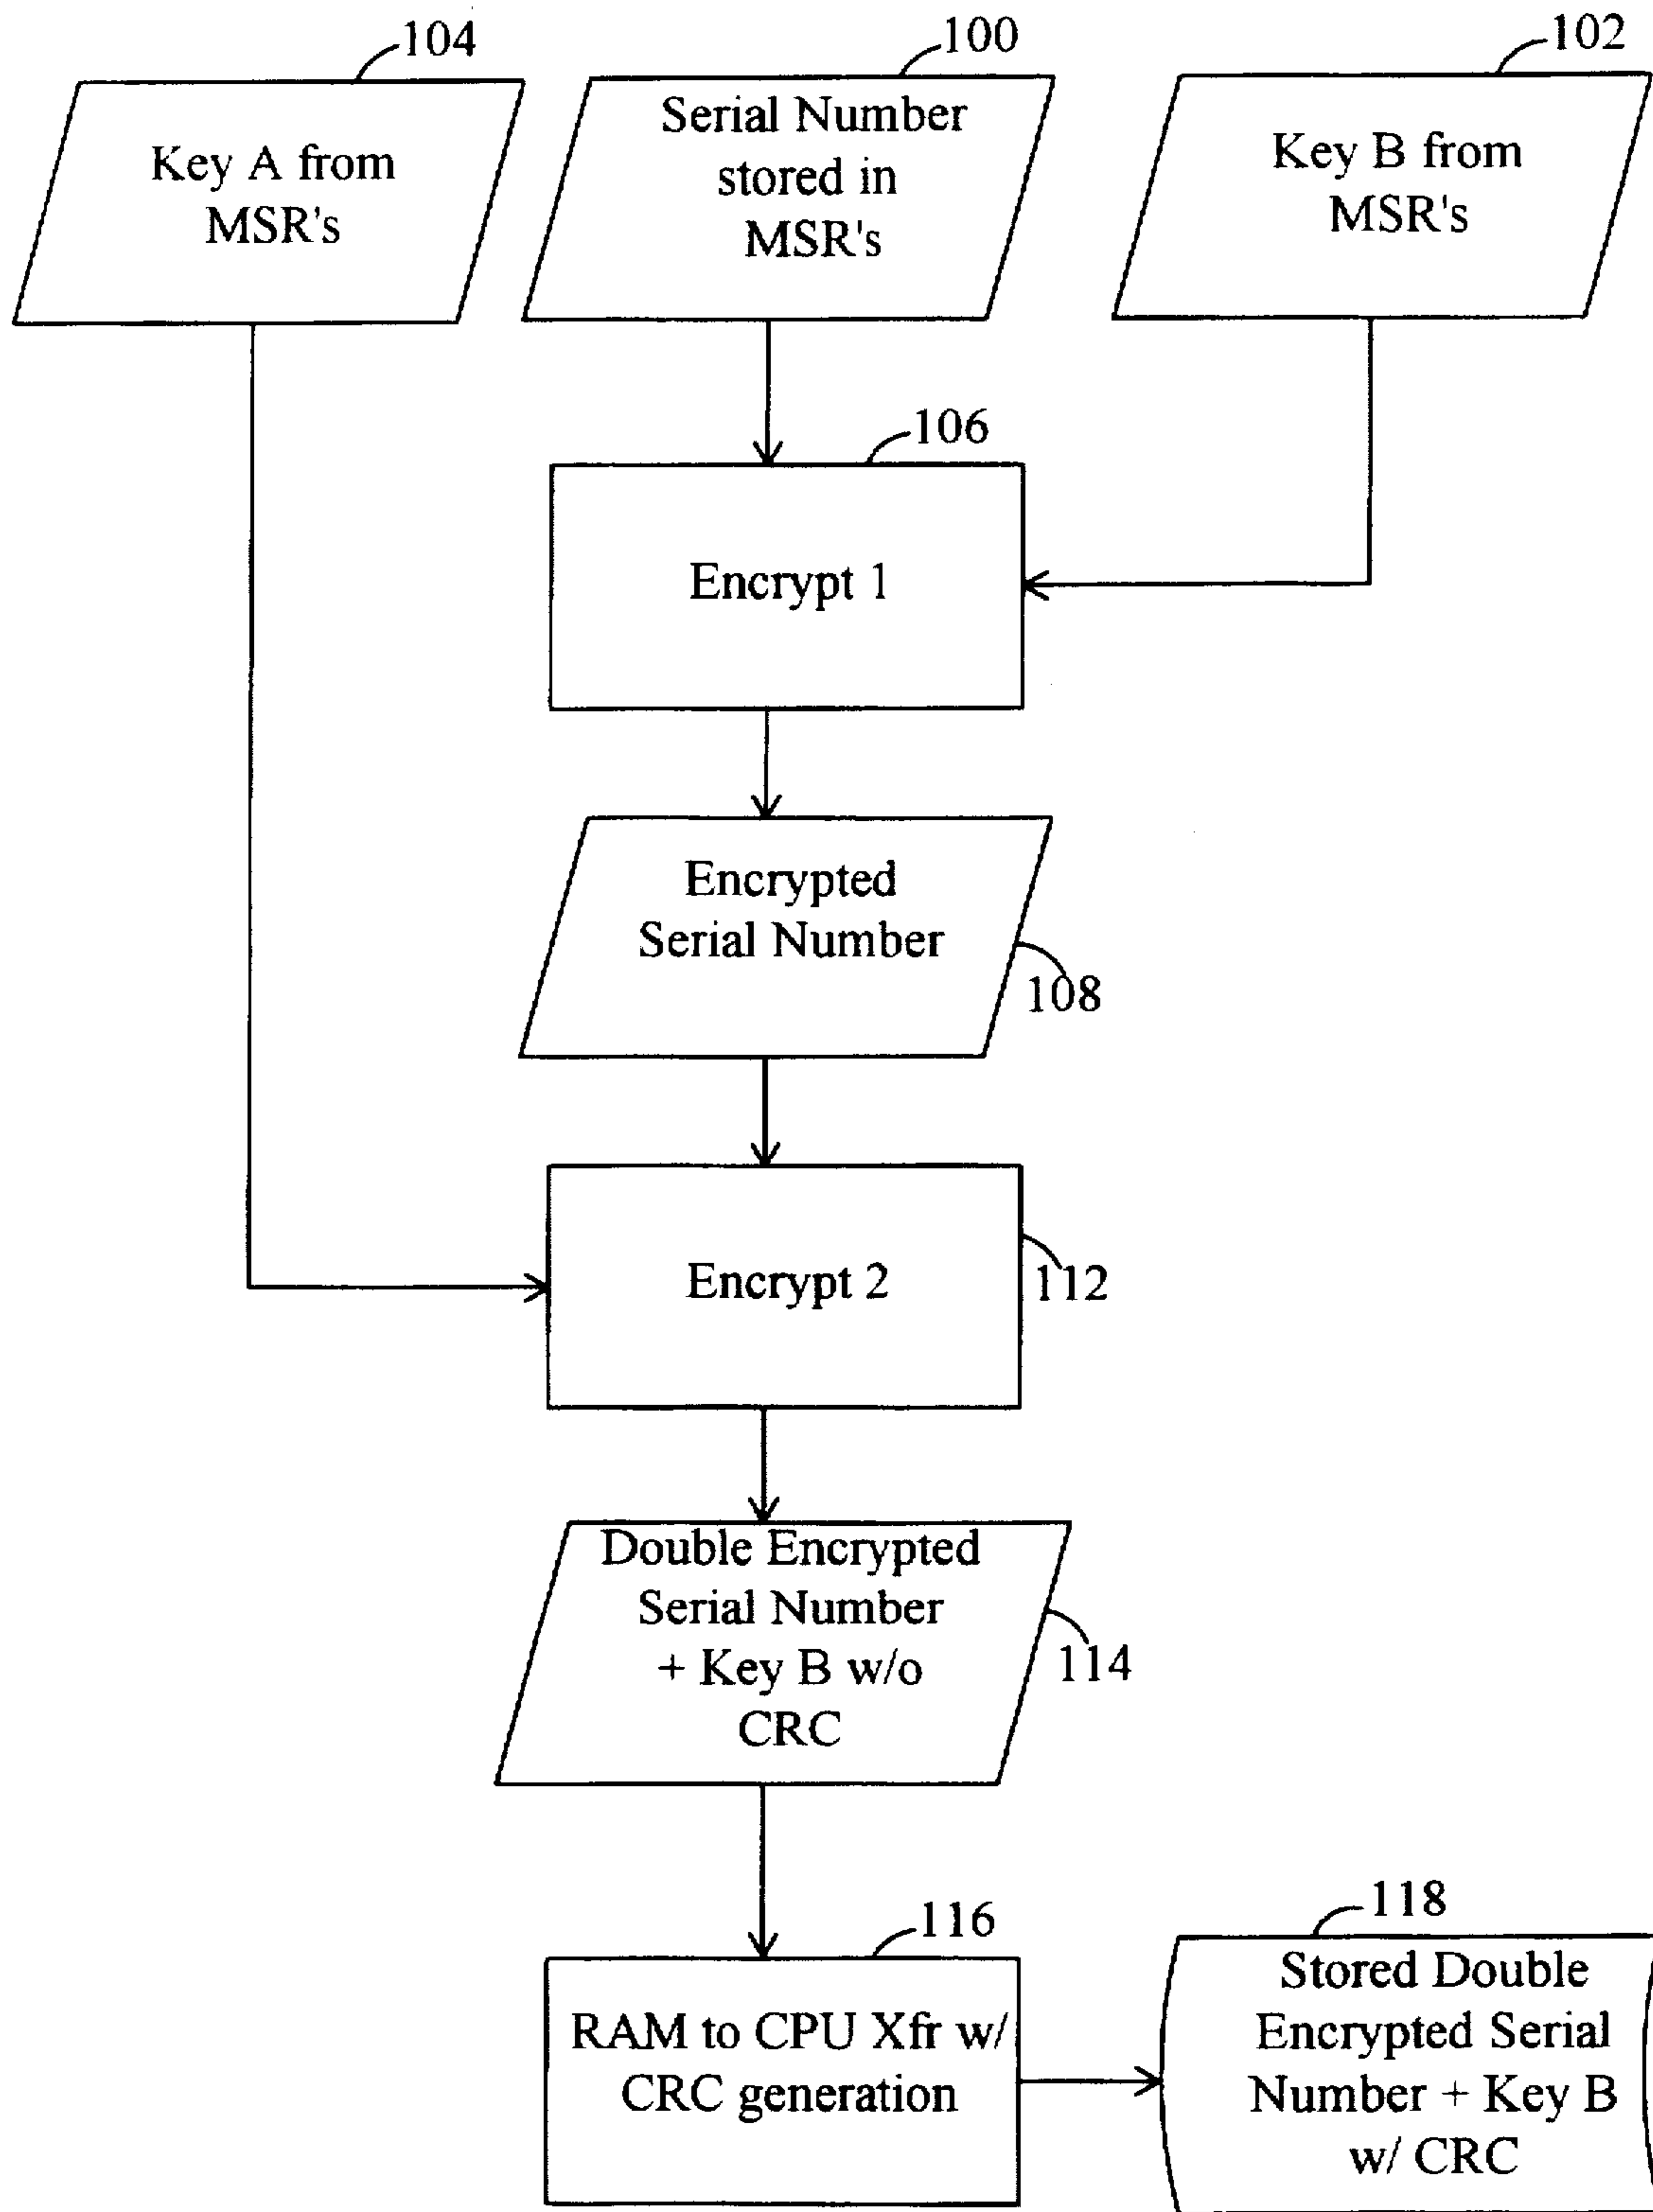 104
100
102
Key A from
MSR's
Serial Number
stored in
MSR's
Key B from
MSR's
106
Encrypt 1
Encrypted
Serial Number
108
Encrypt 2
112
Double Encrypted
Serial Number
+ Key B w/o
CRC
114
116
118
RAM to CPU Xfr w/
CRC generation
Stored Double
Encrypted Serial
Number + Key B
w/ CRC